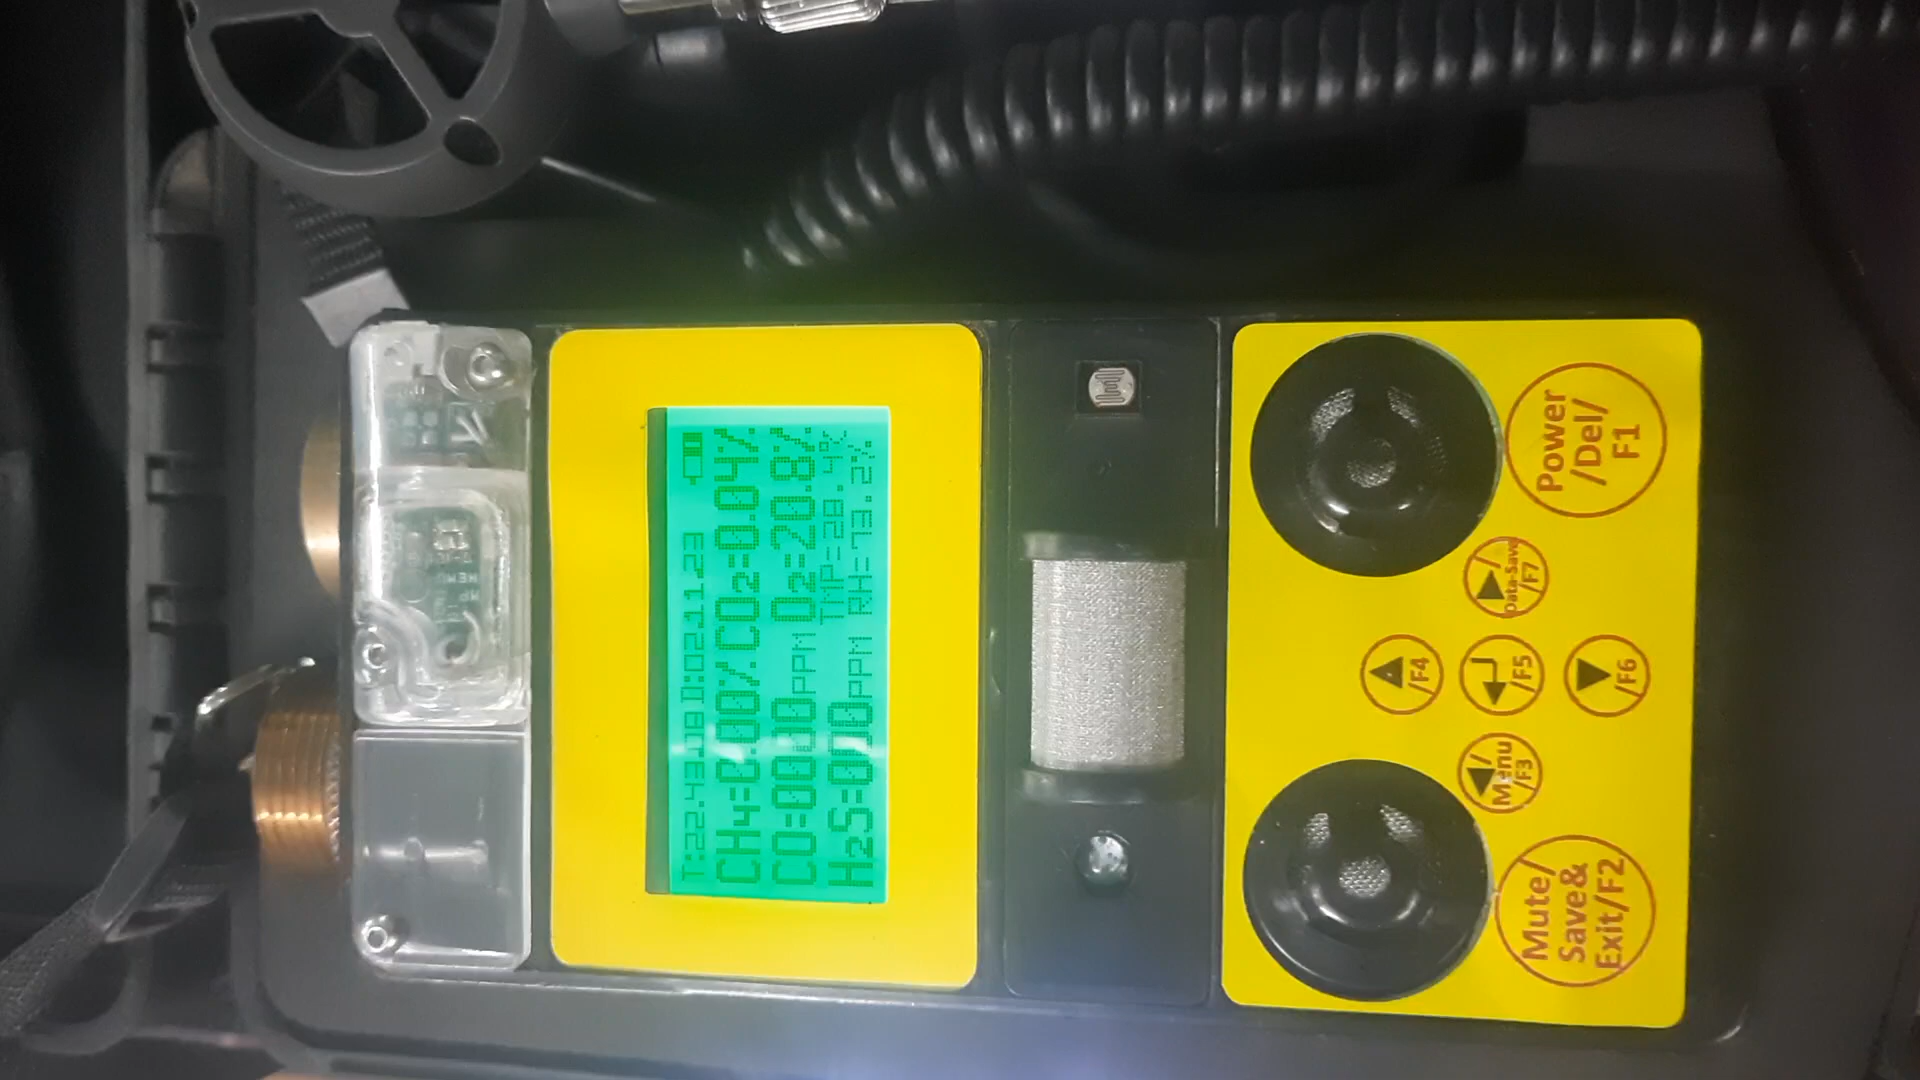 T:22.43.08 D:02.11.23
CH₄=0.00% CO₂=0.04%
CO=0000PPM O₂=20.8%
TMP=28.4°C
H₂S=000PPM RH=73.2%
Power
/Del/
F1
Mute/
Save&
Exit/F2
Menu
/F3
/F4
/F5
/F6
Data-Save
/F7